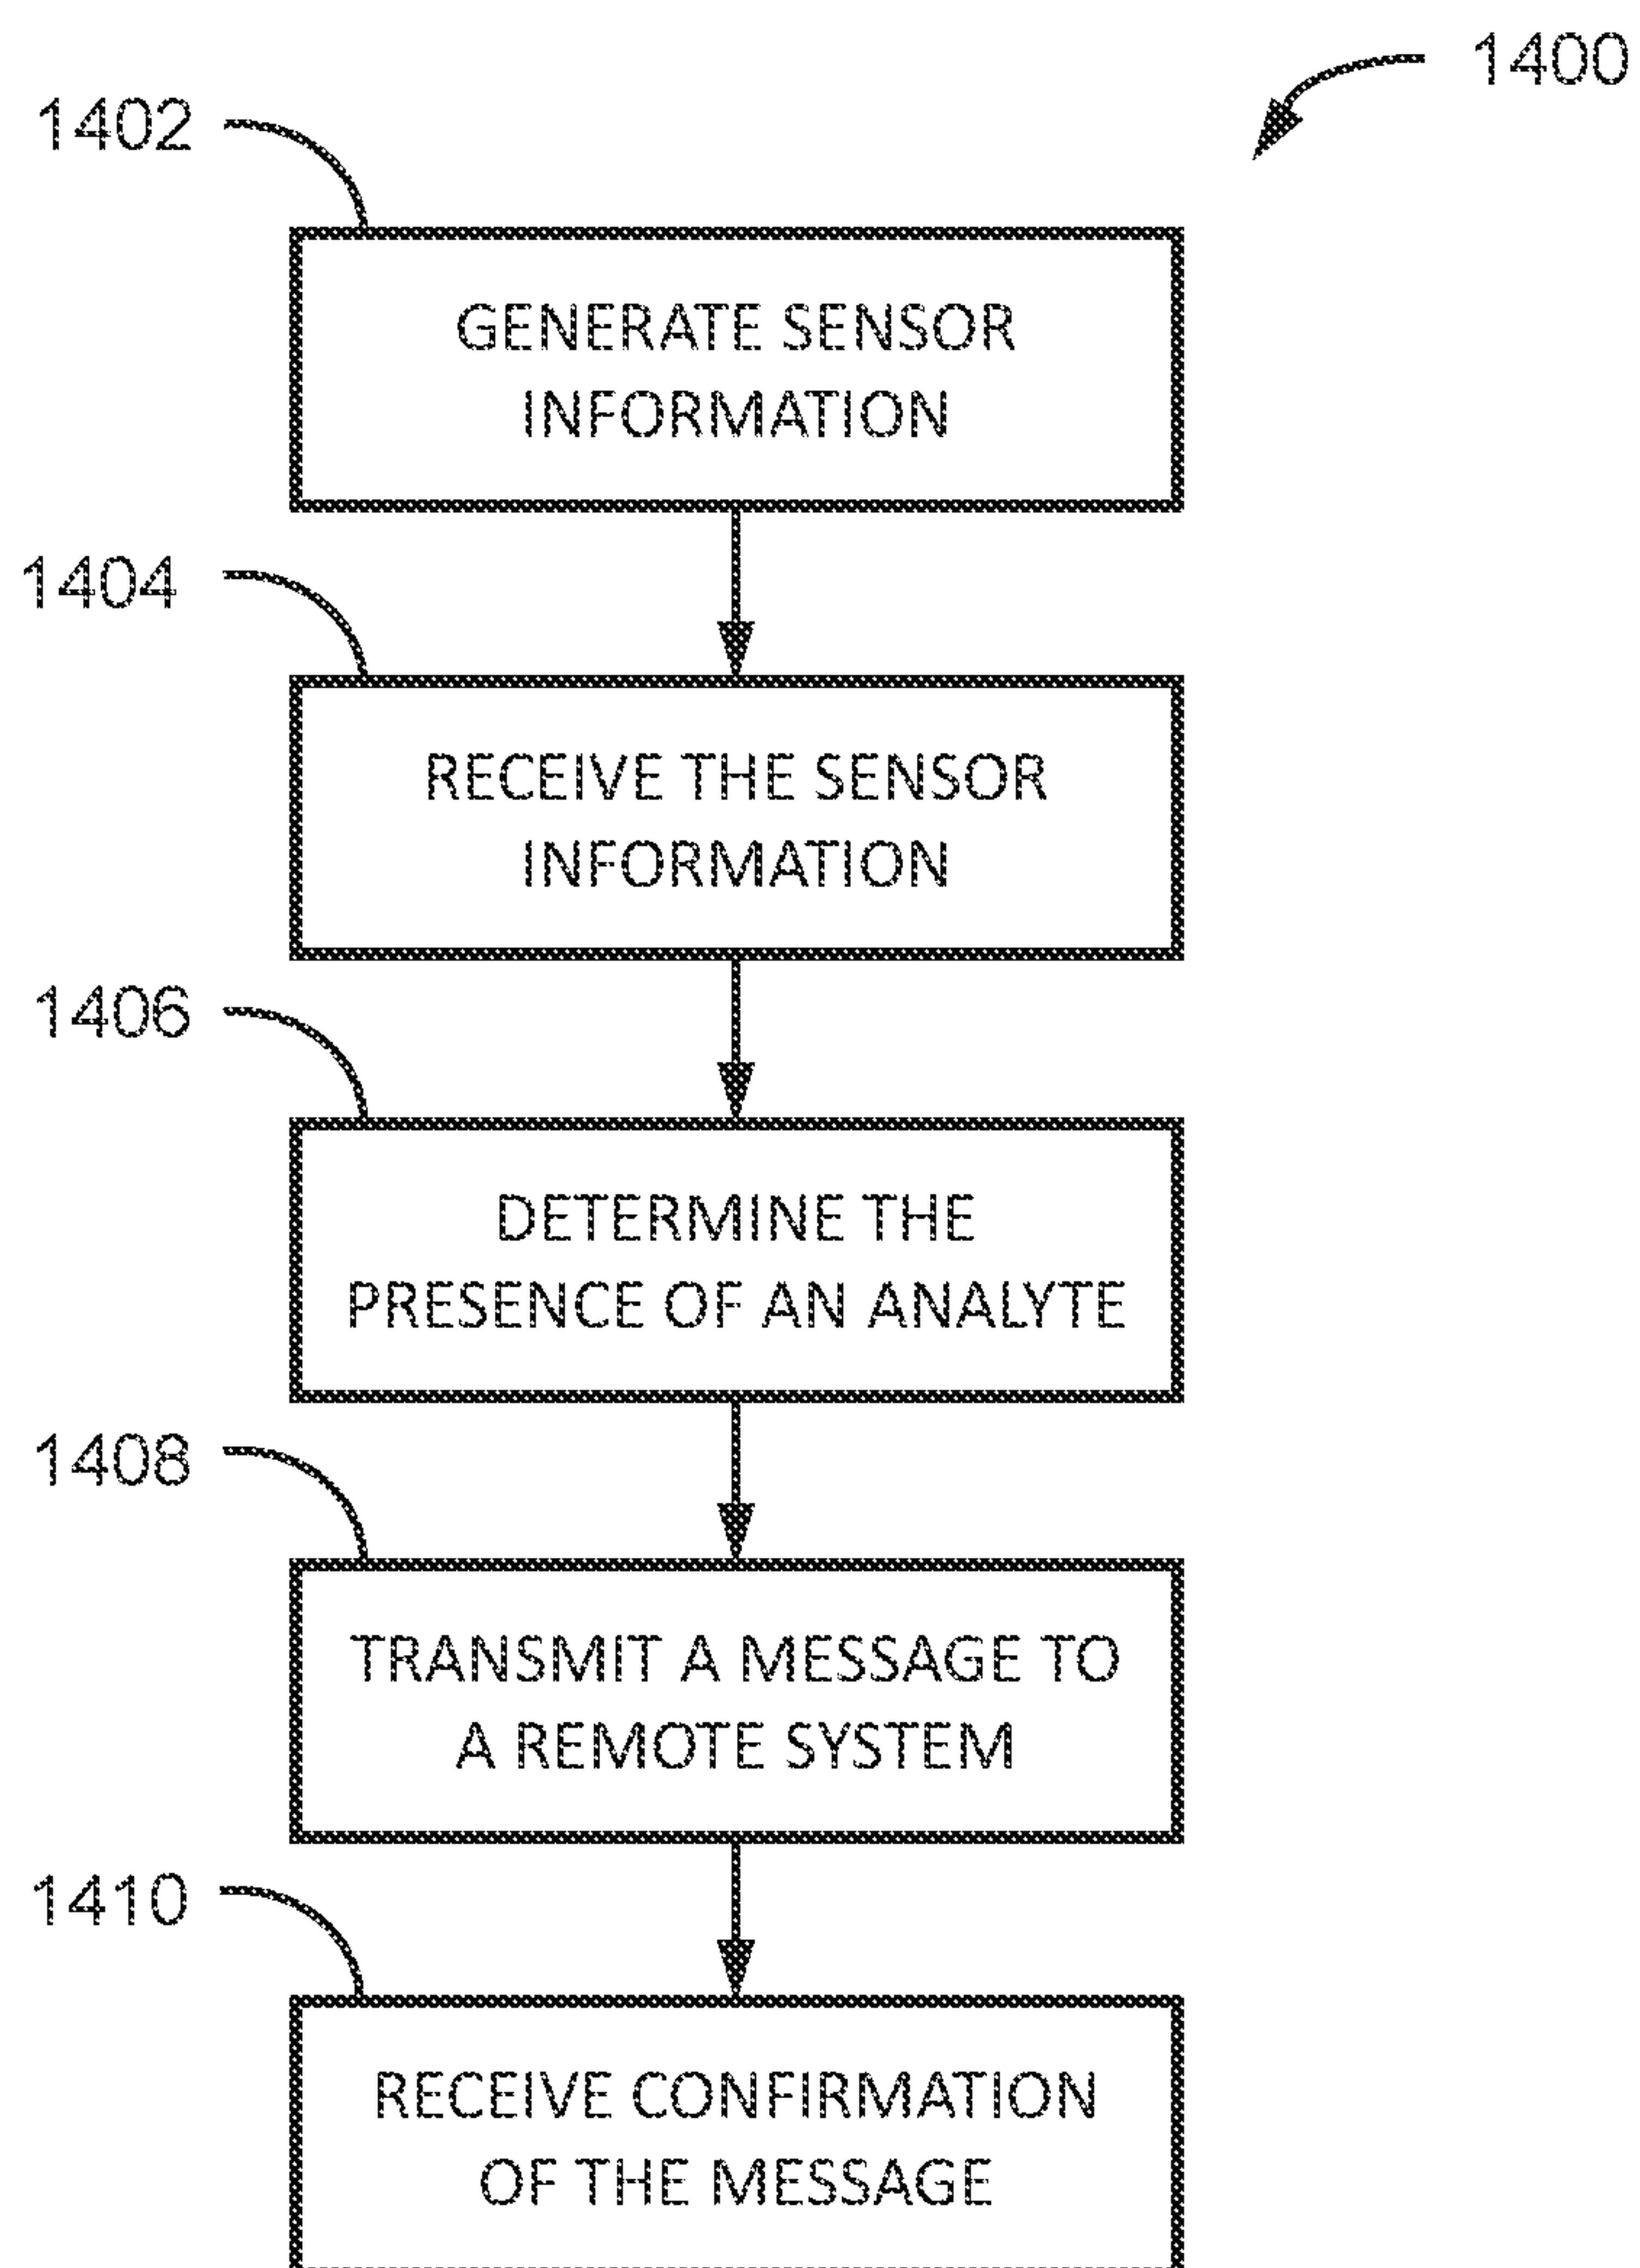 1400
1402
GENERATE SENSOR
INFORMATION
1404
RECEIVE THE SENSOR
INFORMATION
1406
DETERMINE THE
PRESENCE OF AN ANALYTE
1408
TRANSMIT A MESSAGE TO
A REMOTE SYSTEM
1410
RECEIVE CONFIRMATION
OF THE MESSAGE